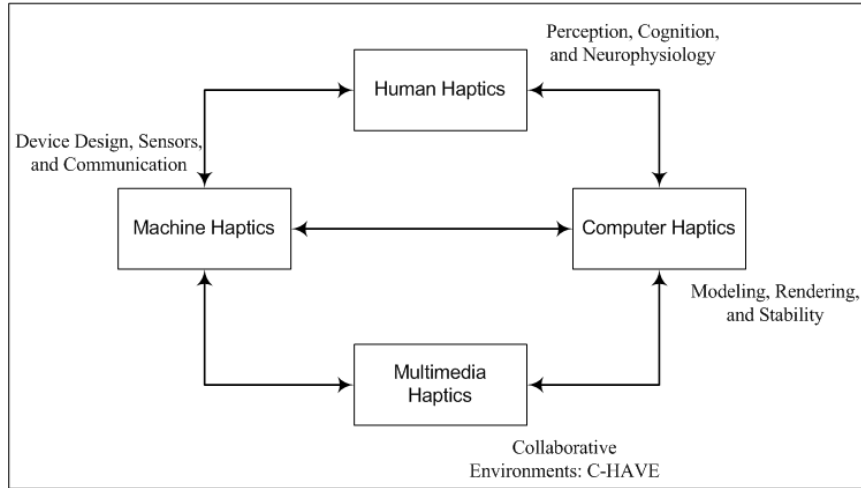 Perception, Cognition,
and Neurophysiology
Human Haptics
Device Design, Sensors,
and Communication
Machine Haptics
Computer Haptics
Modeling, Rendering,
and Stability
Multimedia
Haptics
Collaborative
Environments: C-HAVE